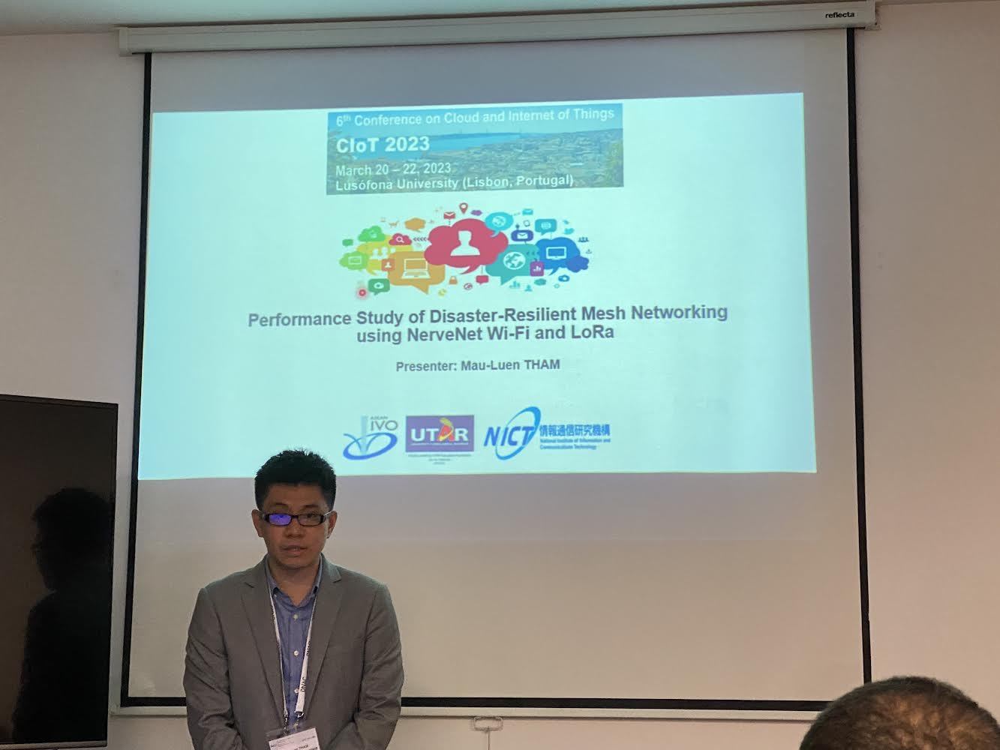 reflecta
6th Conference on Cloud and Internet of Things
CIoT 2023
March 20 – 22, 2023
Lusófona University (Lisbon, Portugal)
Performance Study of Disaster-Resilient Mesh Networking
using NerveNet Wi-Fi and LoRa
Presenter: Mau-Luen THAM
ASEAN
IVO
UTAR
NICT
情報通信研究機構
National Institute of Information and
Communications Technology
THAM